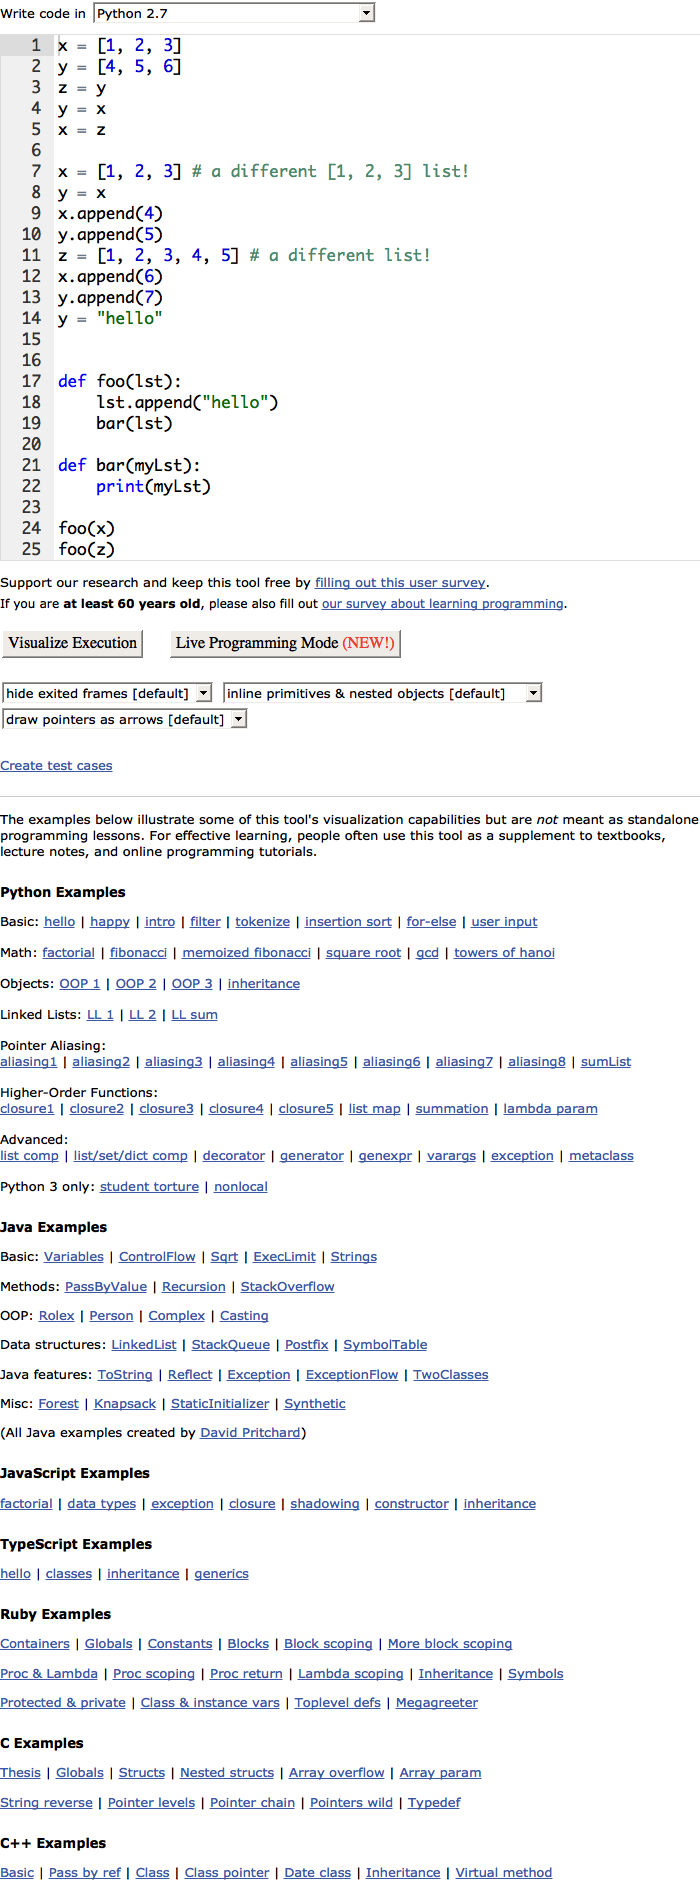 Write code in Python 2.7
1 x = [1, 2, 3]
2 y = [4, 5, 6]
3 z = y
4 y = x
5 x = z
6
7 x = [1, 2, 3] # a different [1, 2, 3] list!
8 y = x
9 x.append(4)
10 y.append(5)
11 z = [1, 2, 3, 4, 5] # a different list!
12 x.append(6)
13 y.append(7)
14 y = "hello"
15
16
17 def foo(lst):
18     lst.append("hello")
19     bar(lst)
20
21 def bar(myLst):
22     print(myLst)
23
24 foo(x)
25 foo(z)
Support our research and keep this tool free by filling out this user survey.
If you are at least 60 years old, please also fill out our survey about learning programming.
Visualize Execution Live Programming Mode (NEW!)
hide exited frames [default] inline primitives & nested objects [default]
draw pointers as arrows [default]
Create test cases
The examples below illustrate some of this tool's visualization capabilities but are not meant as standalone
programming lessons. For effective learning, people often use this tool as a supplement to textbooks,
lecture notes, and online programming tutorials.
Python Examples
Basic: hello | happy | intro | filter | tokenize | insertion sort | for-else | user input
Math: factorial | fibonacci | memoized fibonacci | square root | gcd | towers of hanoi
Objects: OOP 1 | OOP 2 | OOP 3 | inheritance
Linked Lists: LL 1 | LL 2 | LL sum
Pointer Aliasing:
aliasing1 | aliasing2 | aliasing3 | aliasing4 | aliasing5 | aliasing6 | aliasing7 | aliasing8 | sumList
Higher-Order Functions:
closure1 | closure2 | closure3 | closure4 | closure5 | list map | summation | lambda param
Advanced:
list comp | list/set/dict comp | decorator | generator | genexpr | varargs | exception | metaclass
Python 3 only: student torture | nonlocal
Java Examples
Basic: Variables | ControlFlow | Sqrt | ExecLimit | Strings
Methods: PassByValue | Recursion | StackOverflow
OOP: Rolex | Person | Complex | Casting
Data structures: LinkedList | StackQueue | Postfix | SymbolTable
Java features: ToString | Reflect | Exception | ExceptionFlow | TwoClasses
Misc: Forest | Knapsack | StaticInitializer | Synthetic
(All Java examples created by David Pritchard)
JavaScript Examples
factorial | data types | exception | closure | shadowing | constructor | inheritance
TypeScript Examples
hello | classes | inheritance | generics
Ruby Examples
Containers | Globals | Constants | Blocks | Block scoping | More block scoping
Proc & Lambda | Proc scoping | Proc return | Lambda scoping | Inheritance | Symbols
Protected & private | Class & instance vars | Toplevel defs | Megagreeter
C Examples
Thesis | Globals | Structs | Nested structs | Array overflow | Array param
String reverse | Pointer levels | Pointer chain | Pointers wild | Typedef
C++ Examples
Basic | Pass by ref | Class | Class pointer | Date class | Inheritance | Virtual method